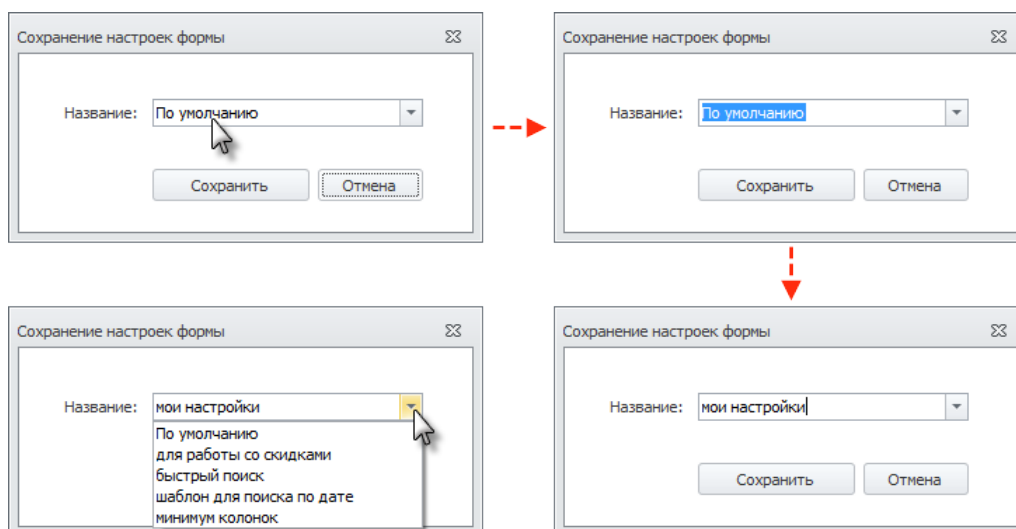 Сохранение настроек формы
Название: По умолчанию
Сохранить Отмена
Сохранение настроек формы
Название: По умолчанию
Сохранить Отмена
Сохранение настроек формы
Название: мои настройки
По умолчанию
для работы со скидками
быстрый поиск
шаблон для поиска по дате
минимум колонок
Сохранение настроек формы
Название: мои настройки
Сохранить Отмена